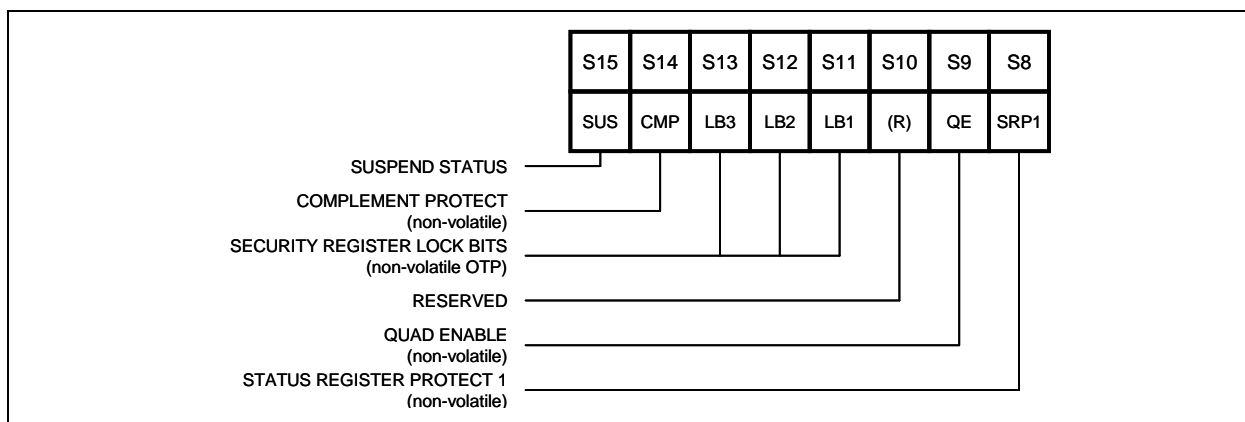 S15 S14 S13 S12 S11 S10 S9 S8
SUS CMP LB3 LB2 LB1 (R) QE SRP1
SUSPEND STATUS
COMPLEMENT PROTECT
(non-volatile)
SECURITY REGISTER LOCK BITS
(non-volatile OTP)
RESERVED
QUAD ENABLE
(non-volatile)
STATUS REGISTER PROTECT 1
(non-volatile)